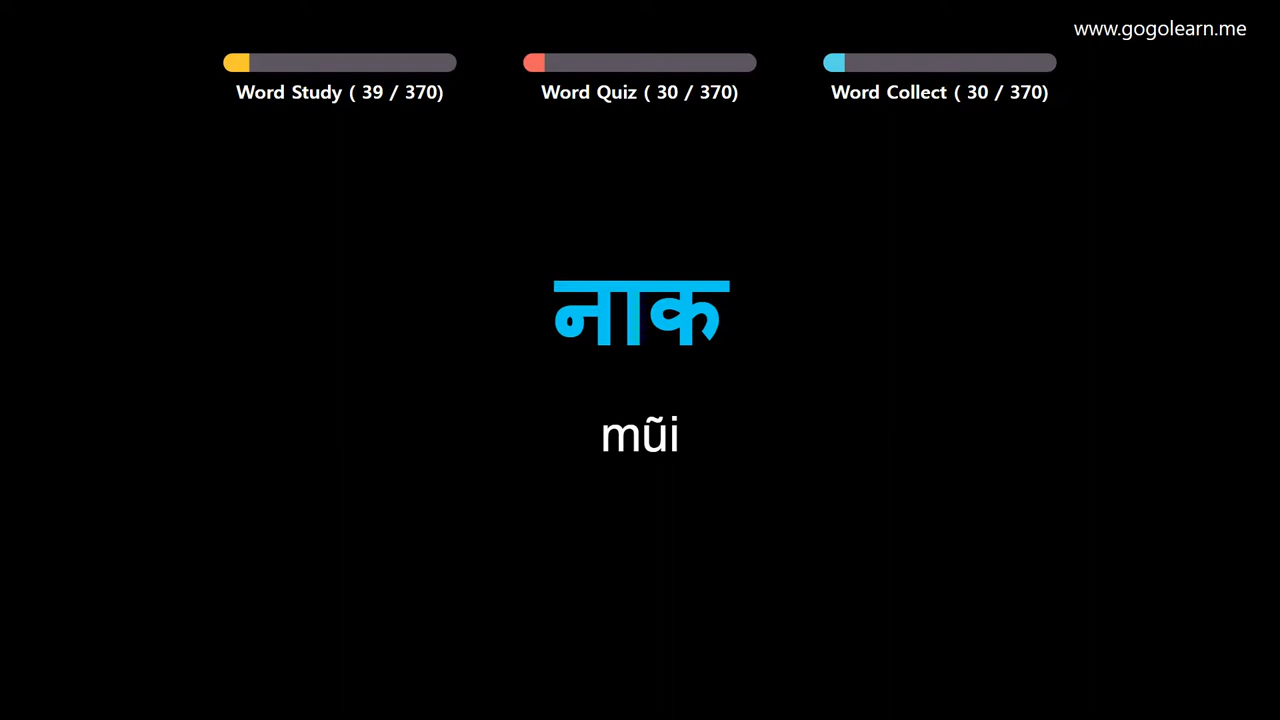 www.gogolearn.me
Word Study ( 39 / 370)
Word Quiz ( 30 / 370)
Word Collect ( 30 / 370)
नाक
mũi